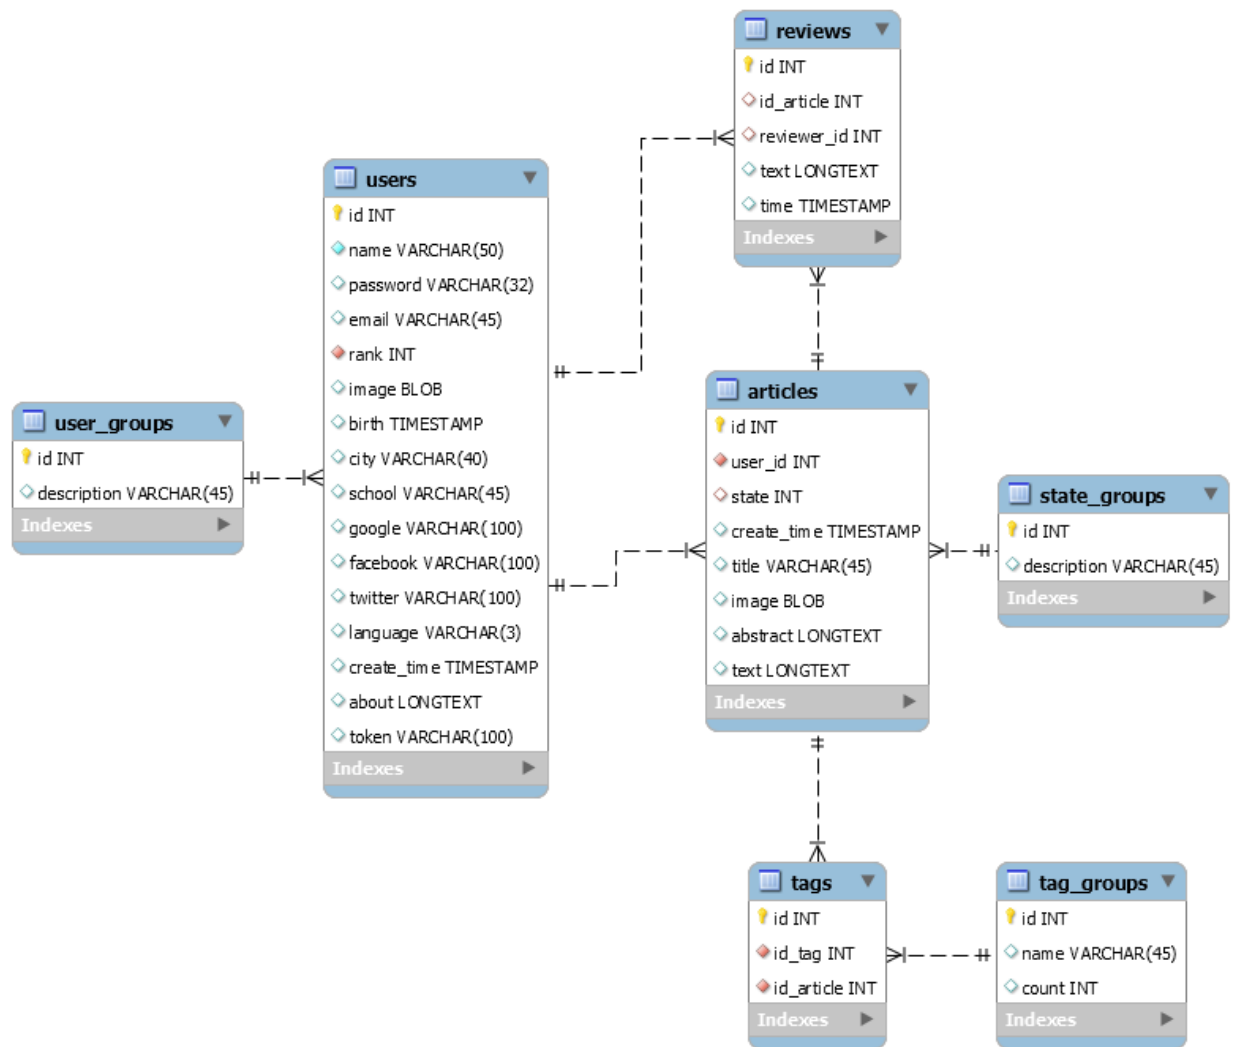 reviews
id INT
id_article INT
reviewer_id INT
text LONGTEXT
time TIMESTAMP
Indexes
users
id INT
name VARCHAR(50)
password VARCHAR(32)
email VARCHAR(45)
rank INT
image BLOB
birth TIMESTAMP
city VARCHAR(40)
school VARCHAR(45)
google VARCHAR(100)
facebook VARCHAR(100)
twitter VARCHAR(100)
language VARCHAR(3)
create_time TIMESTAMP
about LONGTEXT
token VARCHAR(100)
Indexes
user_groups
id INT
description VARCHAR(45)
Indexes
articles
id INT
user_id INT
state INT
create_time TIMESTAMP
title VARCHAR(45)
image BLOB
abstract LONGTEXT
text LONGTEXT
Indexes
state_groups
id INT
description VARCHAR(45)
Indexes
tags
id INT
id_tag INT
id_article INT
Indexes
tag_groups
id INT
name VARCHAR(45)
count INT
Indexes